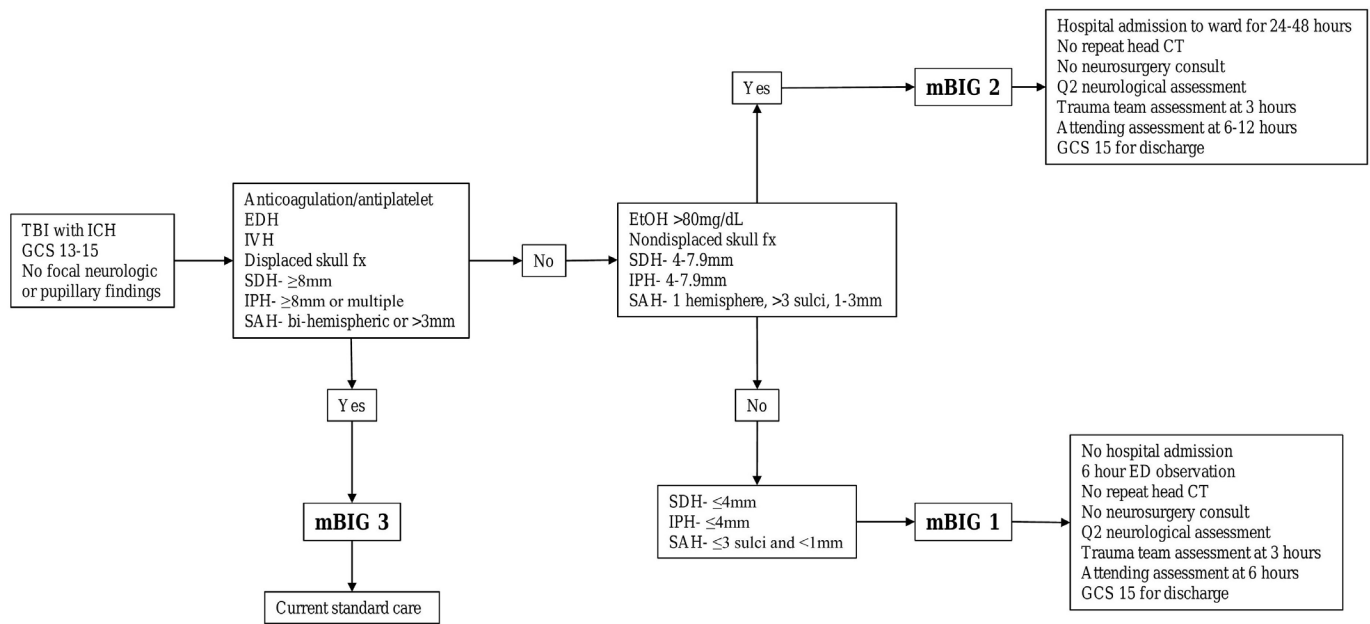 TBI with ICH
GCS 13-15
No focal neurologic
or pupillary findings
Anticoagulation/antiplatelet
EDH
IVH
Displaced skull fx
SDH- ≥8mm
IPH- ≥8mm or multiple
SAH- bi-hemispheric or >3mm
Yes
mBIG 3
Current standard care
No
EtOH >80mg/dL
Nondisplaced skull fx
SDH- 4-7.9mm
IPH- 4-7.9mm
SAH- 1 hemisphere, >3 sulci, 1-3mm
Yes
mBIG 2
Hospital admission to ward for 24-48 hours
No repeat head CT
No neurosurgery consult
Q2 neurological assessment
Trauma team assessment at 3 hours
Attending assessment at 6-12 hours
GCS 15 for discharge
No
SDH- ≤4mm
IPH- ≤4mm
SAH- ≤3 sulci and <1mm
mBIG 1
No hospital admission
6 hour ED observation
No repeat head CT
No neurosurgery consult
Q2 neurological assessment
Trauma team assessment at 3 hours
Attending assessment at 6 hours
GCS 15 for discharge